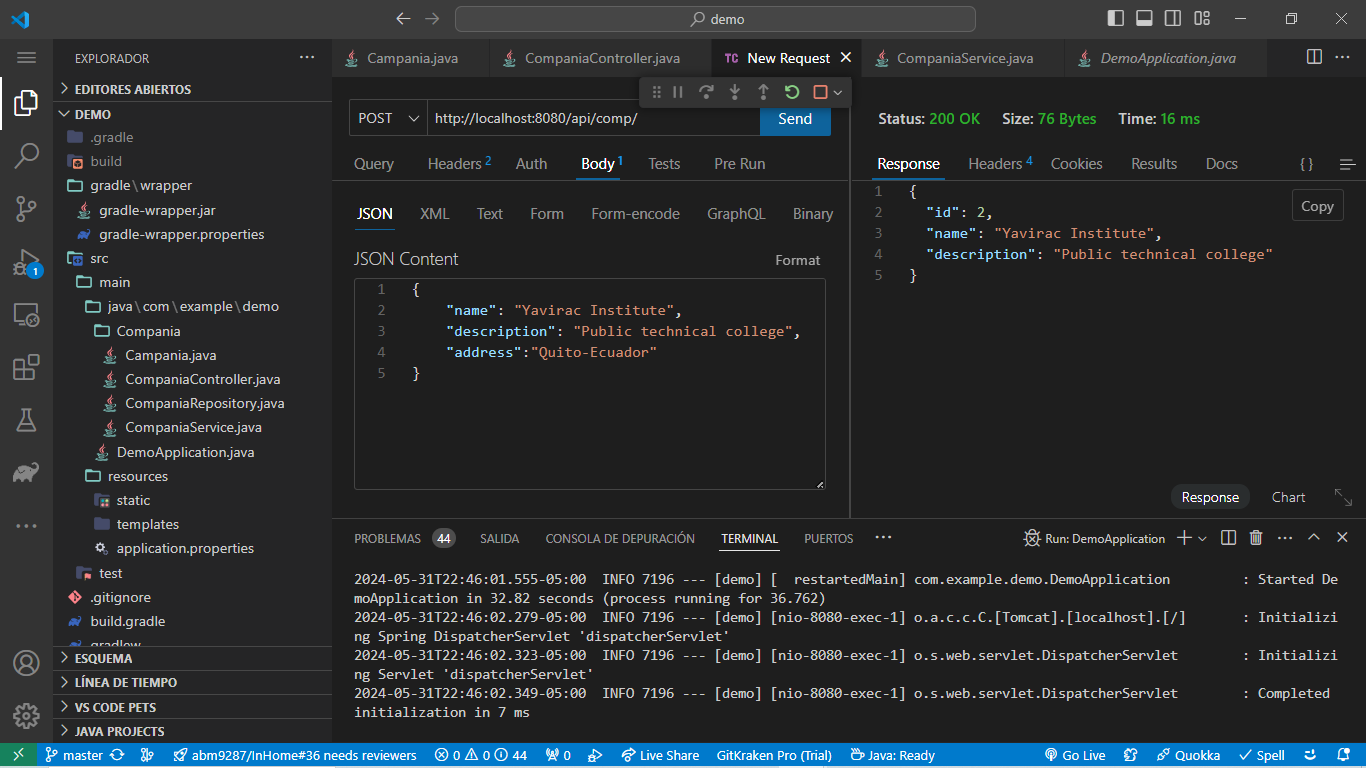 demo
EXPLORADOR
EDITORES ABIERTOS
DEMO
.gradle
build
gradle\wrapper
gradle-wrapper.jar
gradle-wrapper.properties
src
main
java\com\example\demo
Compania
Campania.java
CompaniaController.java
CompaniaRepository.java
CompaniaService.java
DemoApplication.java
resources
static
templates
application.properties
test
.gitignore
build.gradle
gradlew
ESQUEMA
LÍNEA DE TIEMPO
VS CODE PETS
JAVA PROJECTS
1
Campania.java
CompaniaController.java
TC New Request
CompaniaService.java
DemoApplication.java
POST
http://localhost:8080/api/comp/
Send
Query
Headers 2
Auth
Body 1
Tests
Pre Run
JSON
XML
Text
Form
Form-encode
GraphQL
Binary
JSON Content
Format
1 {
2 "name": "Yavirac Institute",
3 "description": "Public technical college",
4 "address":"Quito-Ecuador"
5 }
Status: 200 OK Size: 76 Bytes Time: 16 ms
Response
Headers 4
Cookies
Results
Docs
{ }
1 {
2 "id": 2,
3 "name": "Yavirac Institute",
4 "description": "Public technical college"
5 }
Copy
Response
Chart
PROBLEMAS 44
SALIDA
CONSOLA DE DEPURACIÓN
TERMINAL
PUERTOS
Run: DemoApplication
2024-05-31T22:46:01.555-05:00 INFO 7196 --- [demo] [ restartedMain] com.example.demo.DemoApplication : Started De
moApplication in 32.82 seconds (process running for 36.762)
2024-05-31T22:46:02.279-05:00 INFO 7196 --- [demo] [nio-8080-exec-1] o.a.c.c.C.[Tomcat].[localhost].[/] : Initializi
ng Spring DispatcherServlet 'dispatcherServlet'
2024-05-31T22:46:02.323-05:00 INFO 7196 --- [demo] [nio-8080-exec-1] o.s.web.servlet.DispatcherServlet : Initializi
ng Servlet 'dispatcherServlet'
2024-05-31T22:46:02.349-05:00 INFO 7196 --- [demo] [nio-8080-exec-1] o.s.web.servlet.DispatcherServlet : Completed
initialization in 7 ms
master
abm9287/InHome#36 needs reviewers
0 0 44
0
Live Share
GitKraken Pro (Trial)
Java: Ready
Go Live
Quokka
Spell